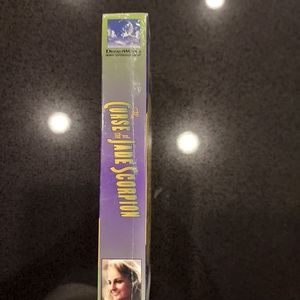 DREAMWORKS
The
CURSE of the JADE SCORPION